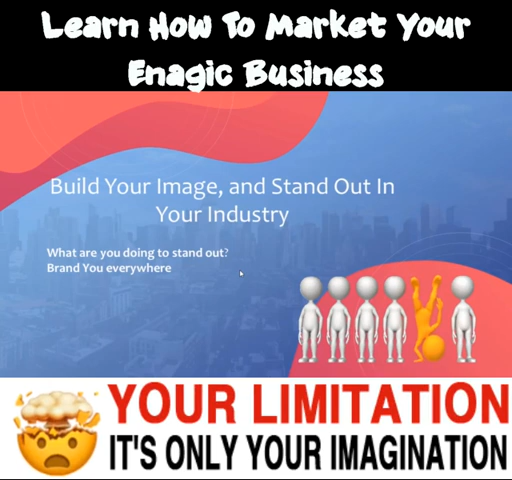 Learn How To Market Your
Enagic Business
Build Your Image, and Stand Out In
Your Industry
What are you doing to stand out?
Brand You everywhere
YOUR LIMITATION
IT'S ONLY YOUR IMAGINATION